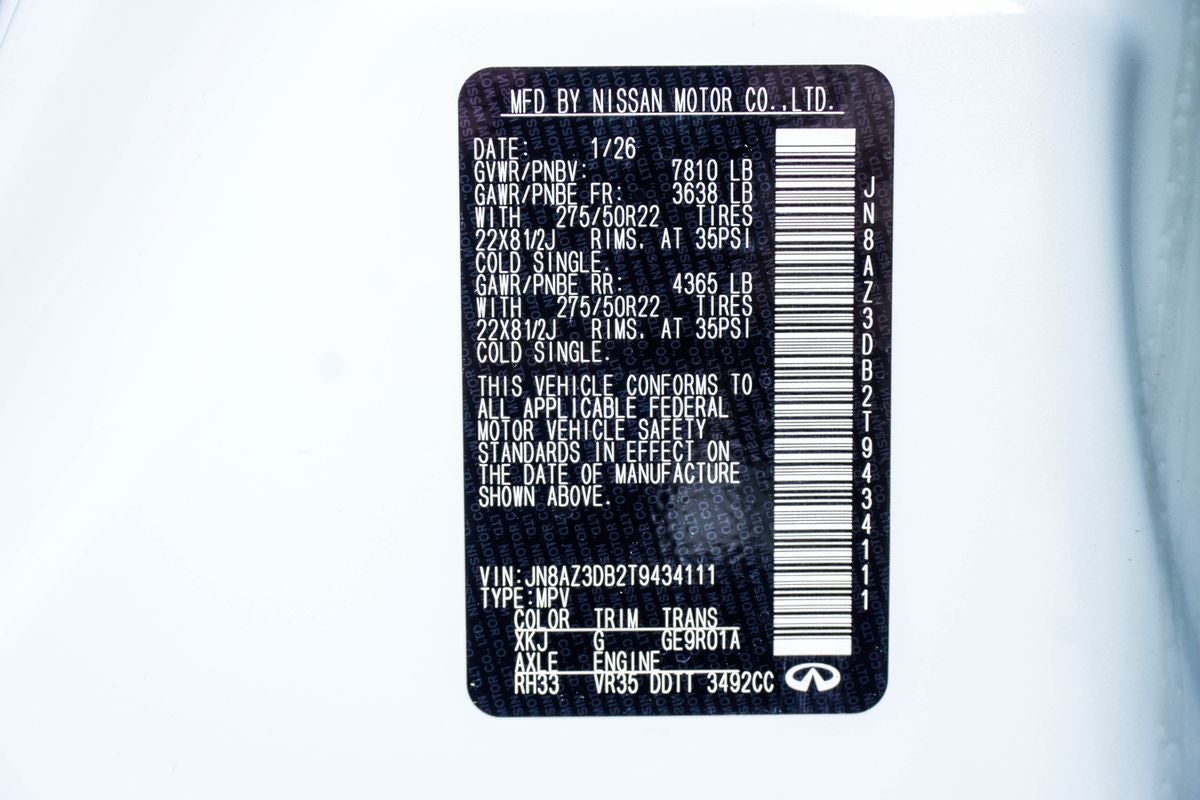 MFD BY NISSAN MOTOR CO.,LTD.
DATE: 1/26
GVWR/PNBV: 7810 LB
GAWR/PNBE FR: 3638 LB
WITH 275/50R22 TIRES
22X81/2J RIMS, AT 35PSI
COLD SINGLE.
GAWR/PNBE RR: 4365 LB
WITH 275/50R22 TIRES
22X81/2J RIMS, AT 35PSI
COLD SINGLE.
THIS VEHICLE CONFORMS TO
ALL APPLICABLE FEDERAL
MOTOR VEHICLE SAFETY
STANDARDS IN EFFECT ON
THE DATE OF MANUFACTURE
SHOWN ABOVE.
VIN:JN8AZ3DB2T9434111
TYPE:MPV
COLOR TRIM TRANS
XKJ G GE9R01A
AXLE ENGINE
RH33 VR35 DDTT 3492CC
JN8AZ3DB2T9434111